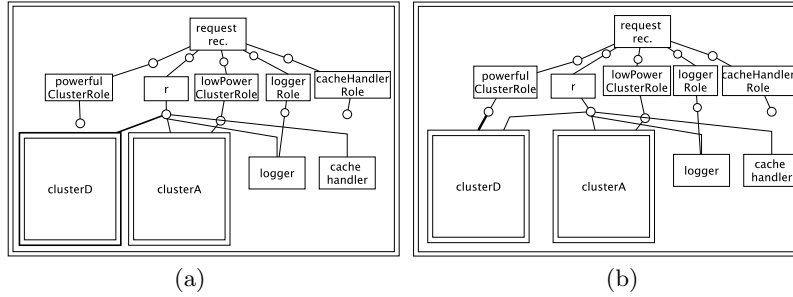 request
rec.
powerful
ClusterRole
r
lowPower
ClusterRole
logger
Role
cacheHandler
Role
clusterD
clusterA
logger
cache
handler
(a)
request
rec.
powerful
ClusterRole
r
lowPower
ClusterRole
logger
Role
cacheHandler
Role
clusterD
clusterA
logger
cache
handler
(b)